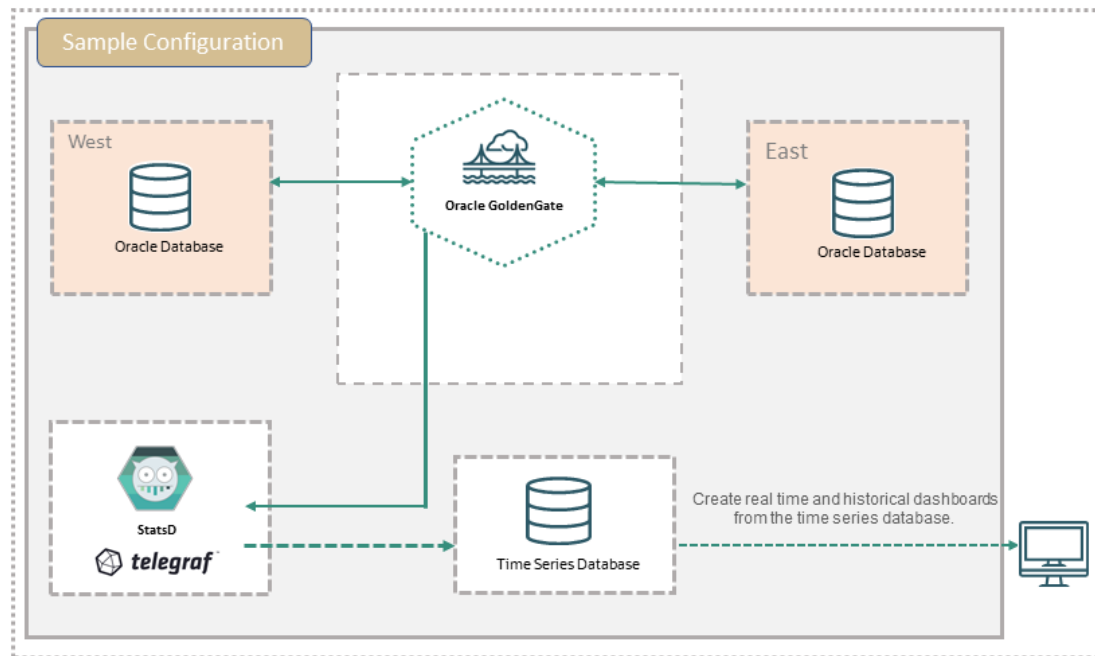 Sample Configuration
West
Oracle Database
Oracle GoldenGate
East
Oracle Database
StatsD
telegraf
Time Series Database
Create real time and historical dashboards
from the time series database.